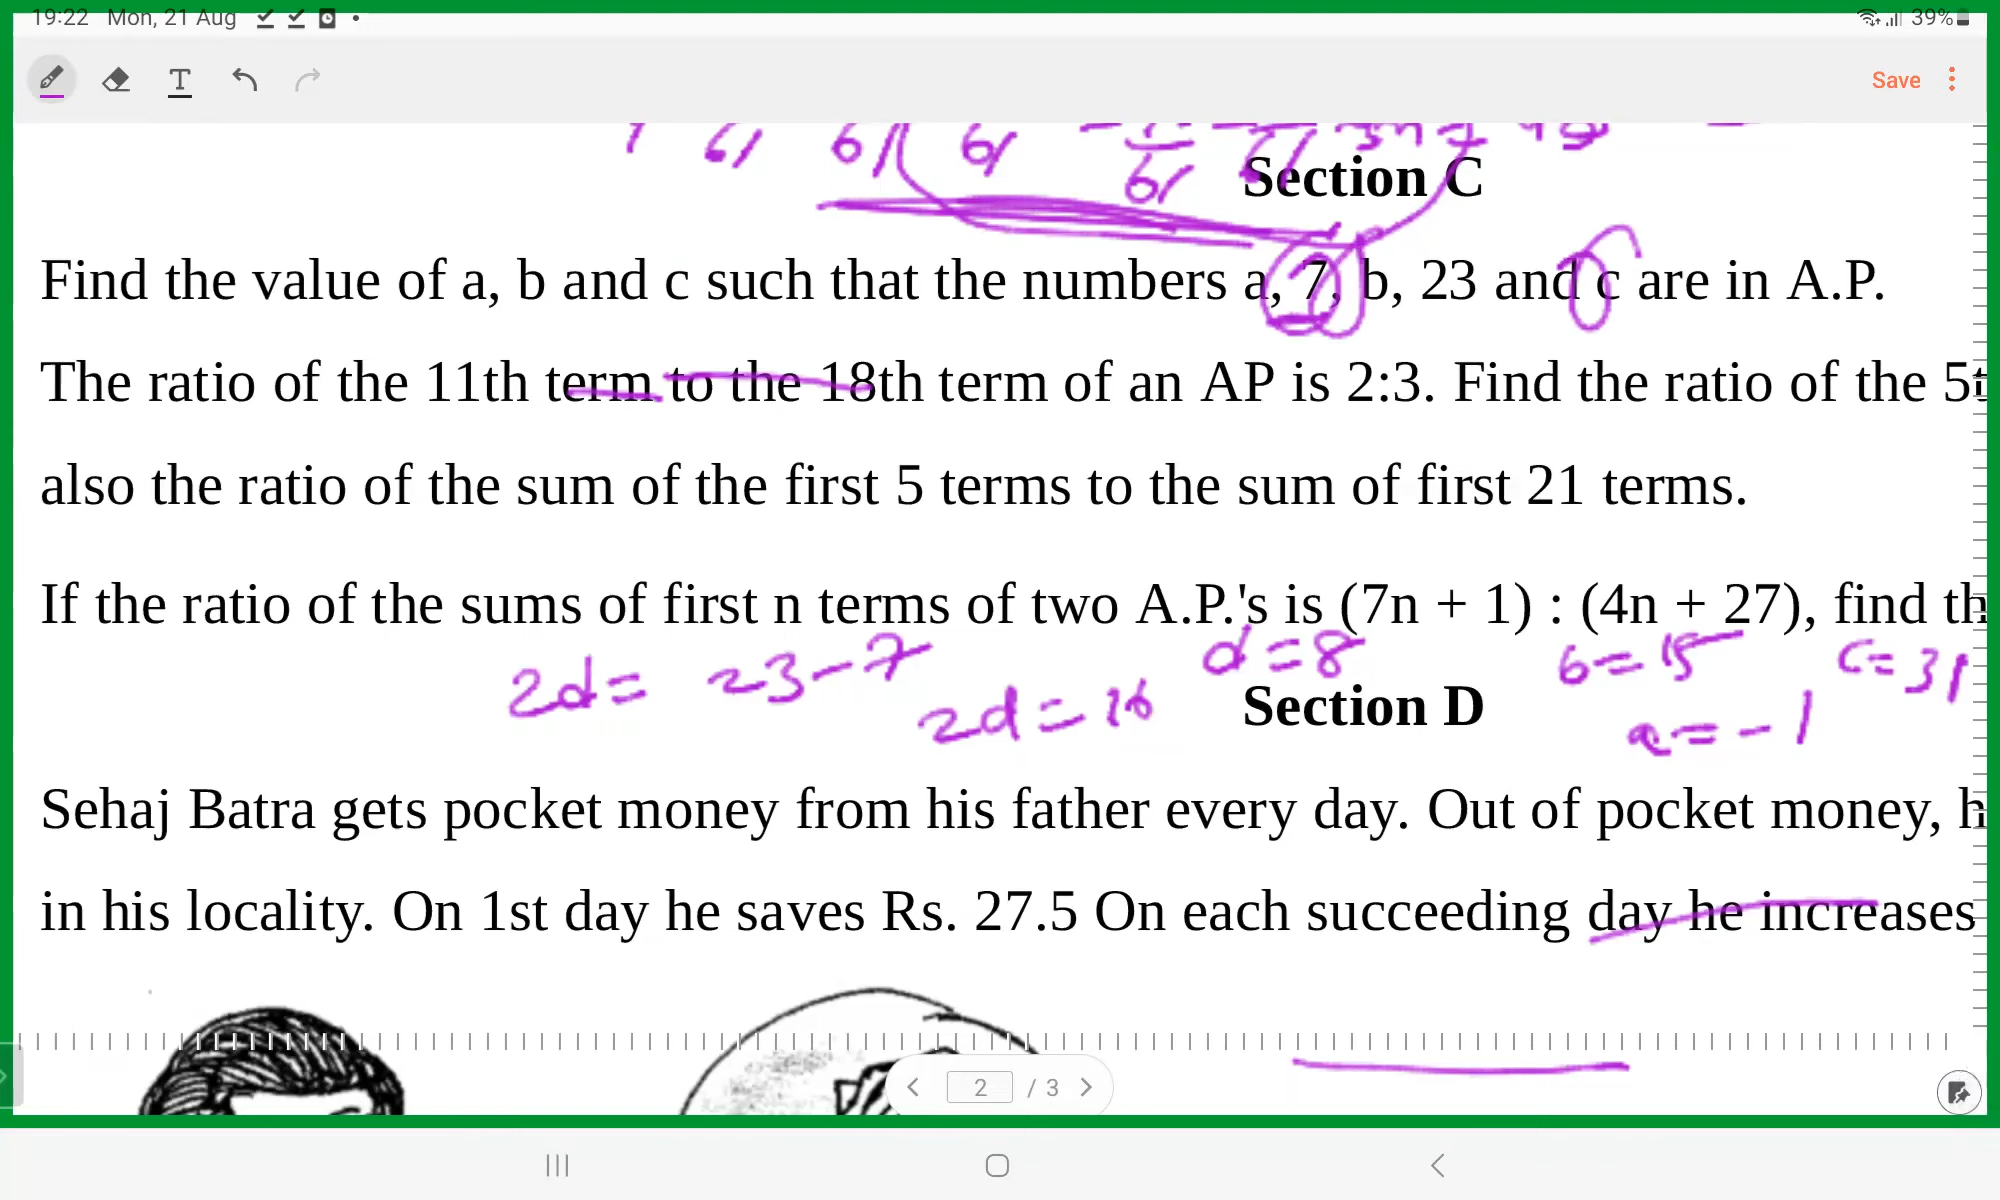 19:22 Mon, 21 Aug 39%
T Save
61 61 61
61 61
Section C
Find the value of a, b and c such that the numbers a, 7, b, 23 and c are in A.P.
The ratio of the 11th term to the 18th term of an AP is 2:3. Find the ratio of the 5t
also the ratio of the sum of the first 5 terms to the sum of first 21 terms.
If the ratio of the sums of first n terms of two A.P.'s is (7n + 1) : (4n + 27), find th
2d = 23-7 d=8 b=15 c=31
2d=16 a=-1
Section D
Sehaj Batra gets pocket money from his father every day. Out of pocket money, h
in his locality. On 1st day he saves Rs. 27.5 On each succeeding day he increases
2 / 3